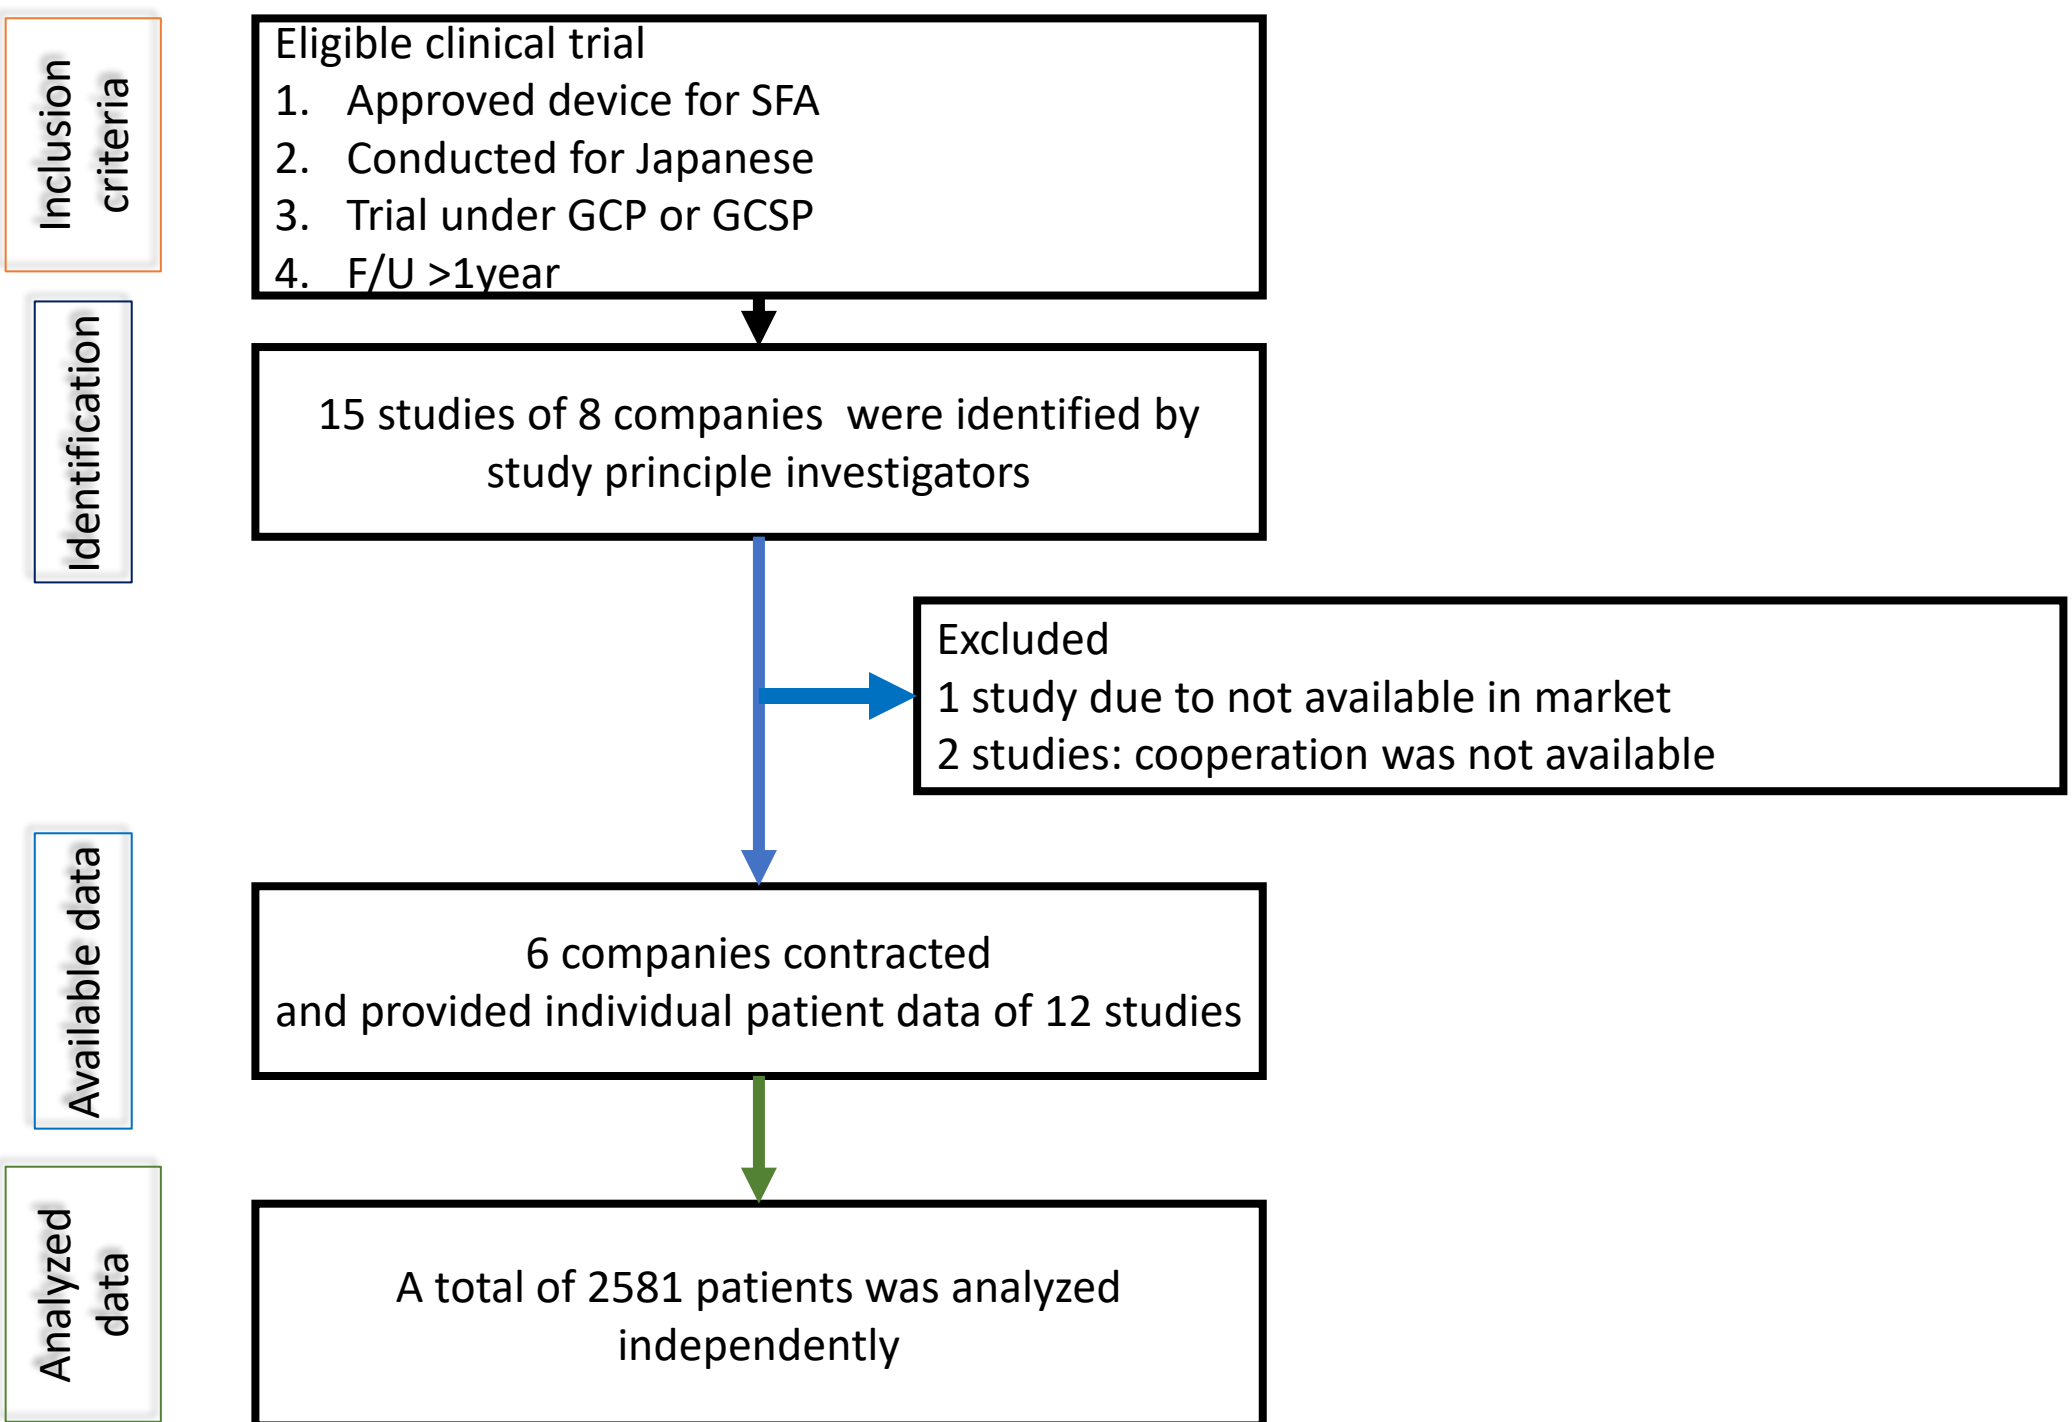 Inclusion
criteria
Eligible clinical trial
1. Approved device for SFA
2. Conducted for Japanese
3. Trial under GCP or GCSP
4. F/U >1year
Identification
15 studies of 8 companies  were identified by
study principle investigators
Excluded
1 study due to not available in market
2 studies: cooperation was not available
Available data
6 companies contracted
and provided individual patient data of 12 studies
Analyzed
data
A total of 2581 patients was analyzed
independently